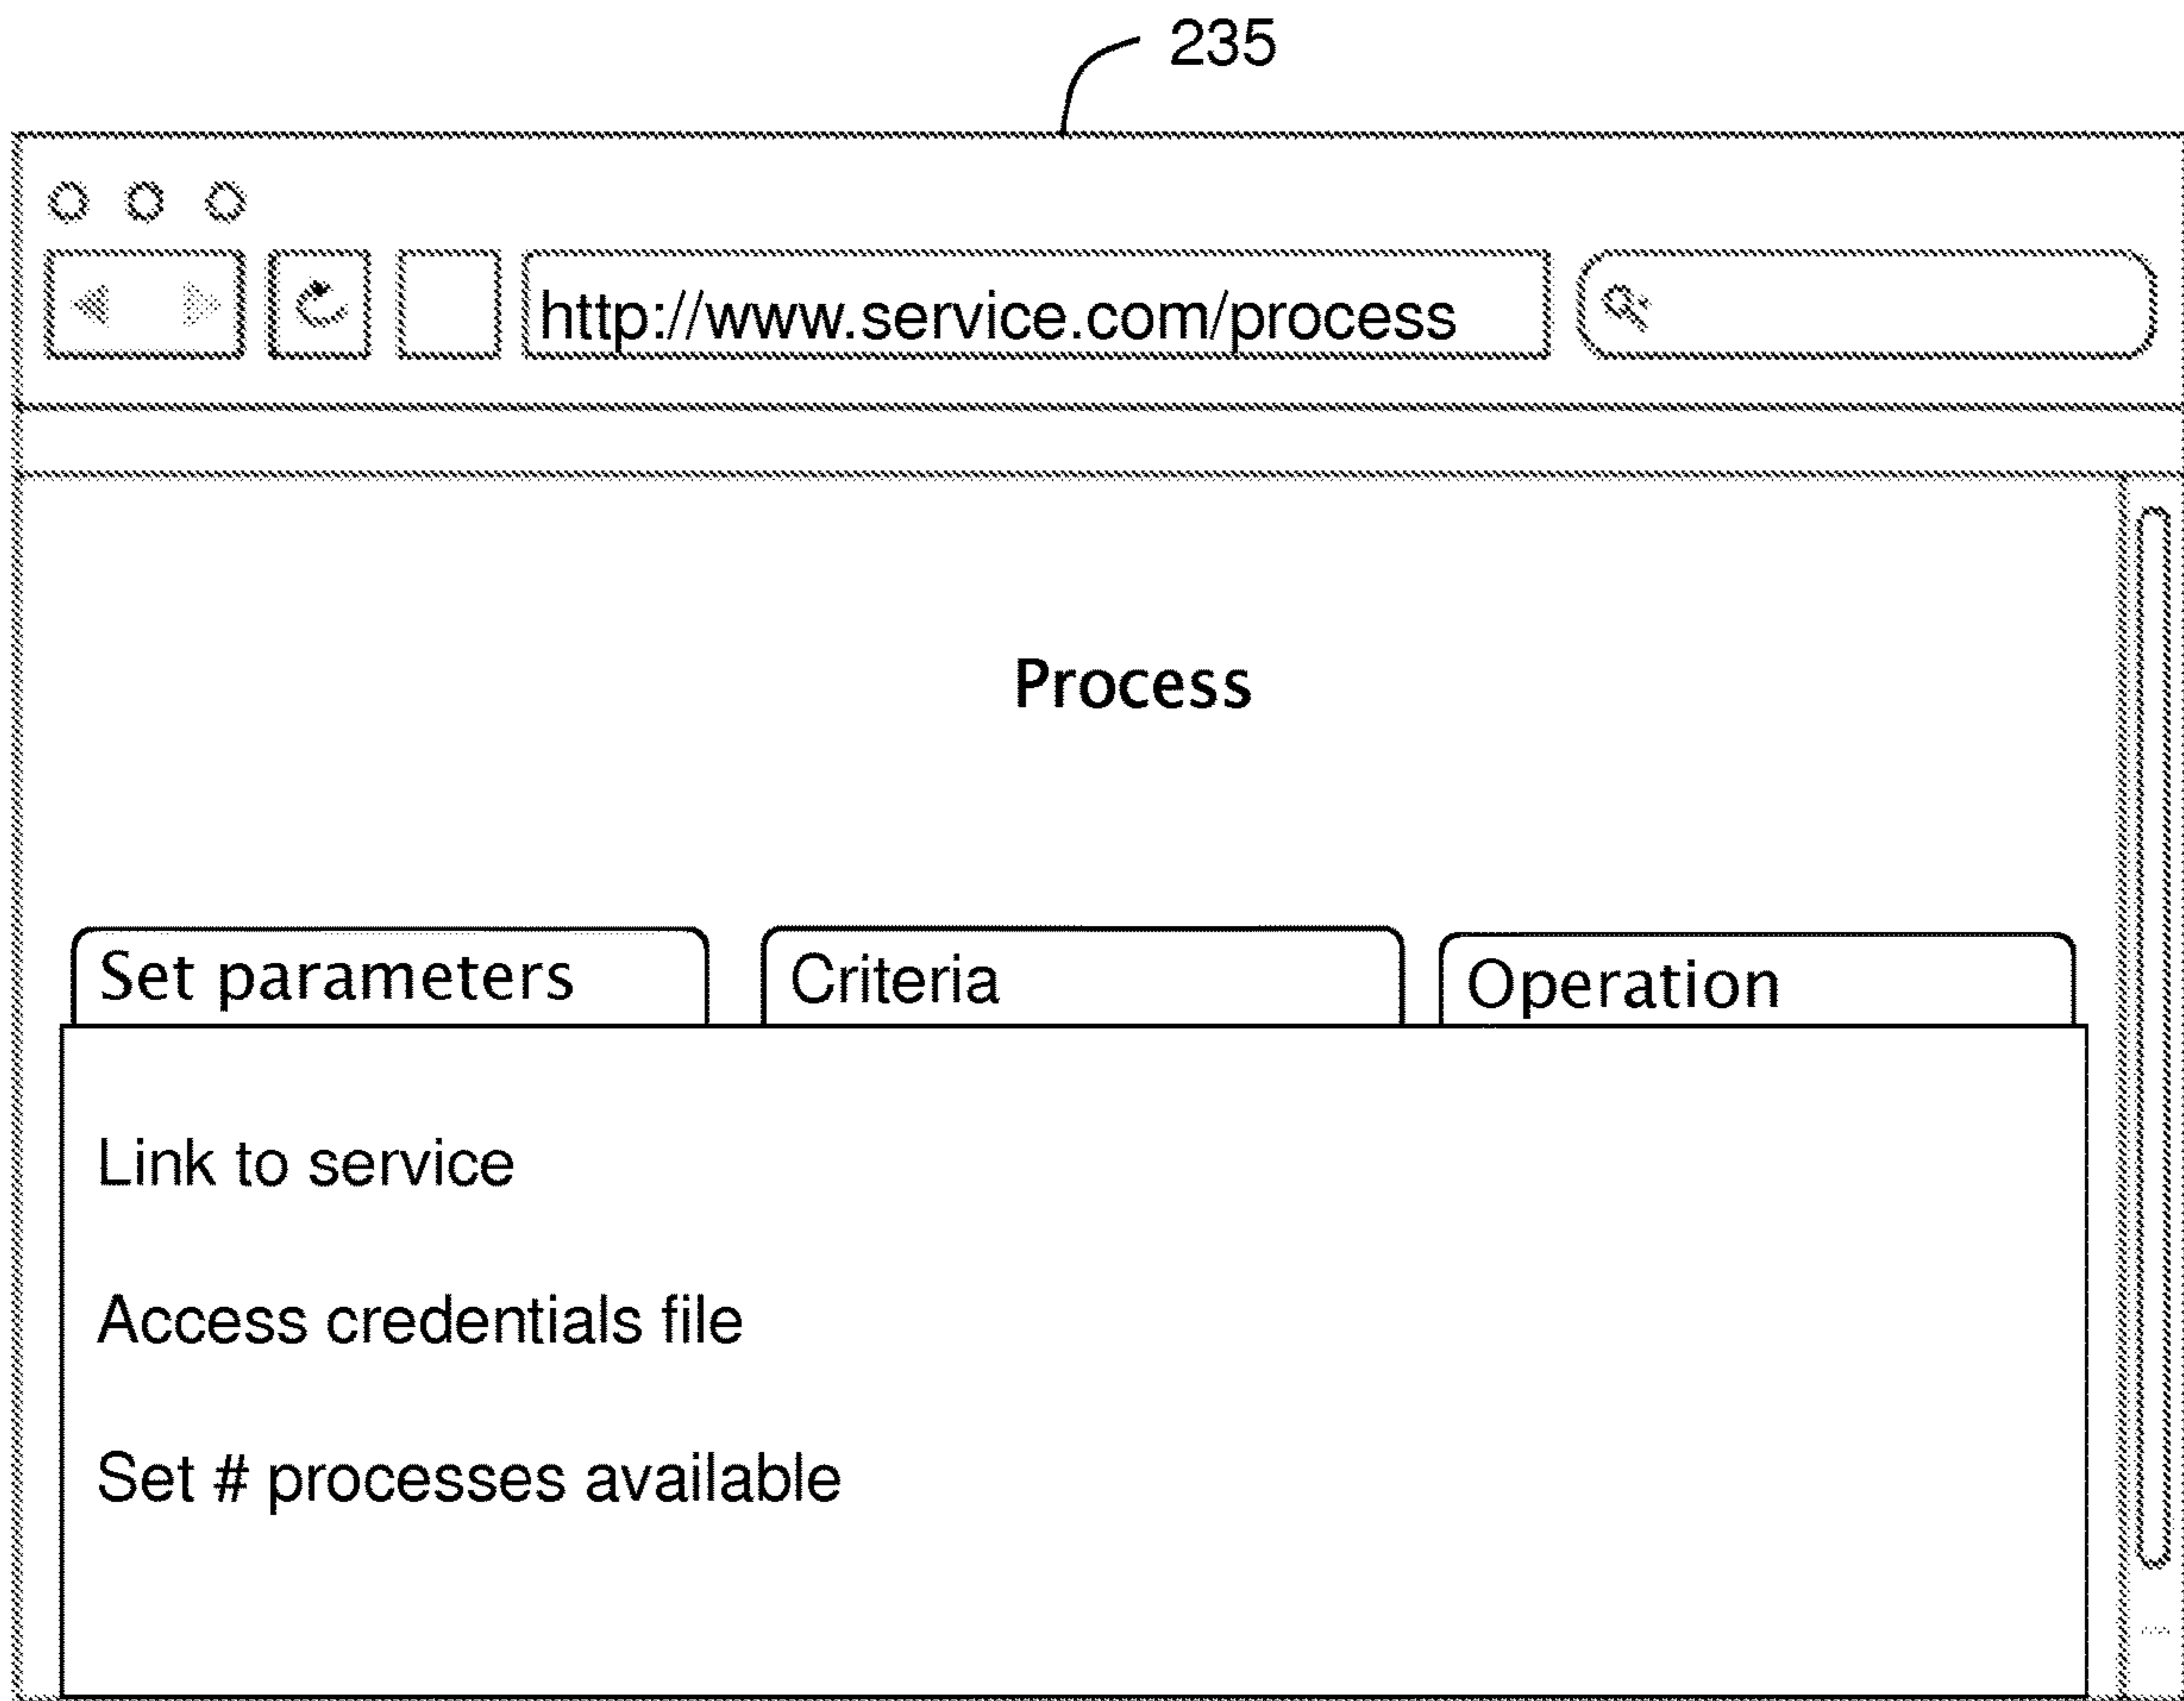 235
http://www.service.com/process
Process
Set parameters
Criteria
Operation
Link to service
Access credentials file
Set # processes available